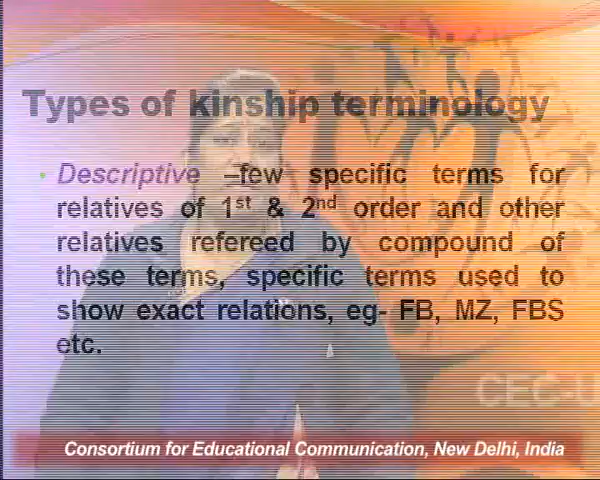 Types of kinship terminology
Descriptive –few specific terms for
relatives of 1st & 2nd order and other
relatives refereed by compound of
these terms, specific terms used to
show exact relations, eg- FB, MZ, FBS
etc.
CEC-U
Consortium for Educational Communication, New Delhi, India